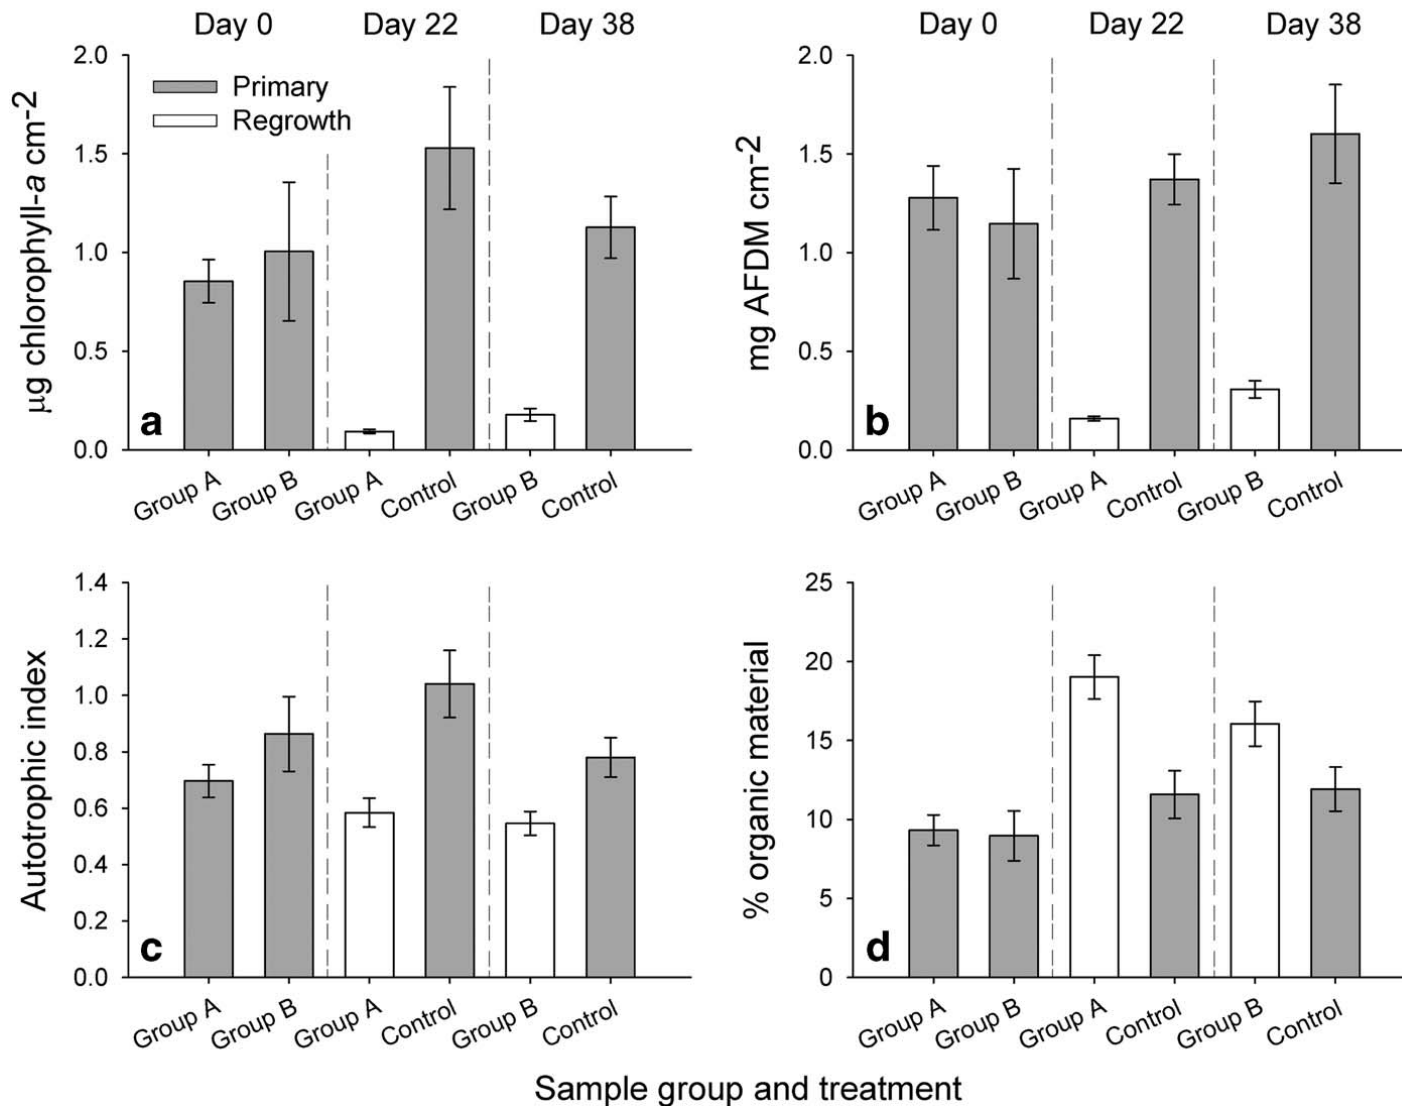 Day 0 Day 22 Day 38
Day 0 Day 22 Day 38
µg chlorophyll-a cm-2
2.0
1.5
1.0
0.5
0.0
Primary
Regrowth
a
Group A Group B Group A Control Group B Control
mg AFDM cm-2
2.0
1.5
1.0
0.5
0.0
b
Group A Group B Group A Control Group B Control
Autotrophic index
1.4
1.2
1.0
0.8
0.6
0.4
0.2
0.0
c
Group A Group B Group A Control Group B Control
% organic material
25
20
15
10
5
0
d
Group A Group B Group A Control Group B Control
Sample group and treatment